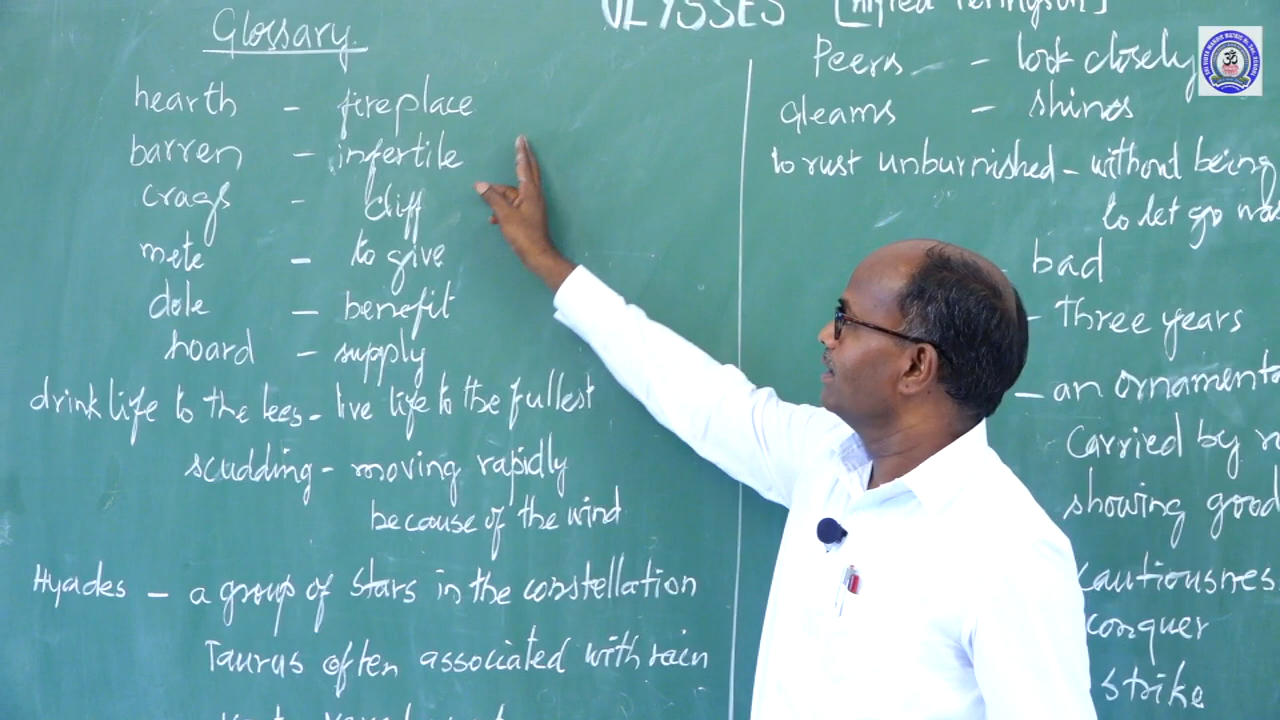 ULYSSES [Alfred Tennyson]
Glossary.
hearth - fireplace
barren - infertile
crags - cliff
mete - to give
dole - benefit
hoard - supply
drink life to the lees - live life to the fullest
scudding - moving rapidly
because of the wind
Hyades - a group of stars in the constellation
Taurus often associated with rain
Peers - look closely
Gleams - shines
to rust unburnished - without being
to let go
- bad
- Three years
- an
Carried by
showing good
conquer
strike